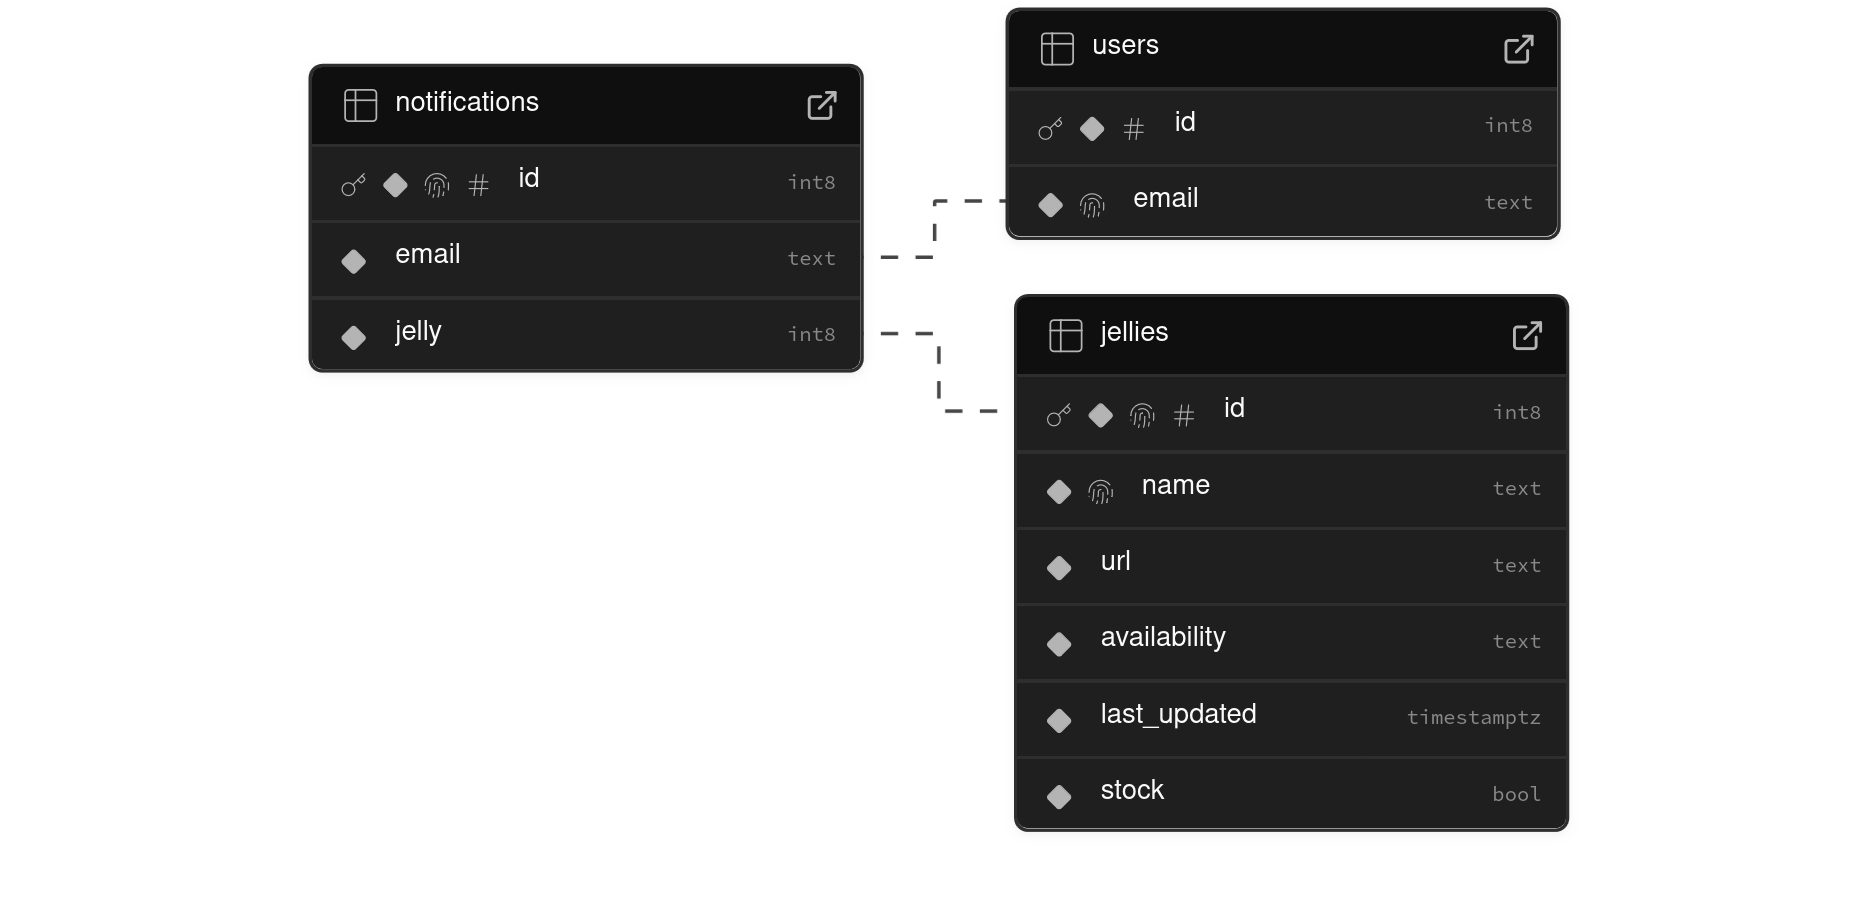 notifications
id int8
email text
jelly int8
users
id int8
email text
jellies
id int8
name text
url text
availability text
last_updated timestamptz
stock bool